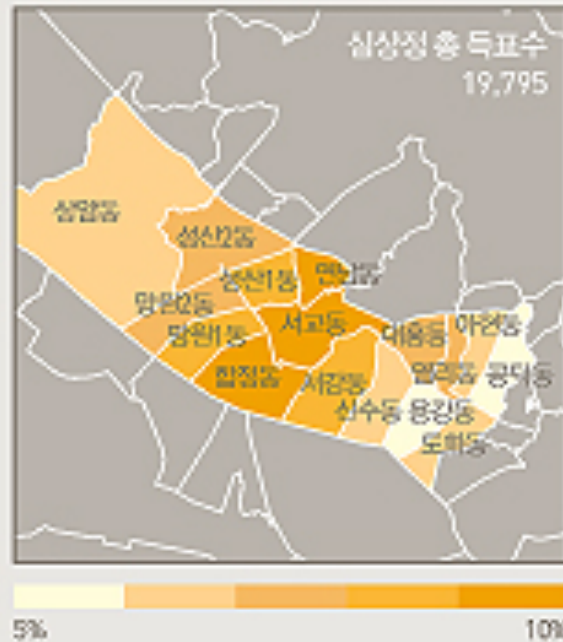 심상정 총 득표수
19,795
상암동
성산2동
성산1동
연남동
망원2동
망원1동
서교동
대흥동
아현동
합정동
서강동
염리동
공덕동
신수동
용강동
도화동
5%
10%